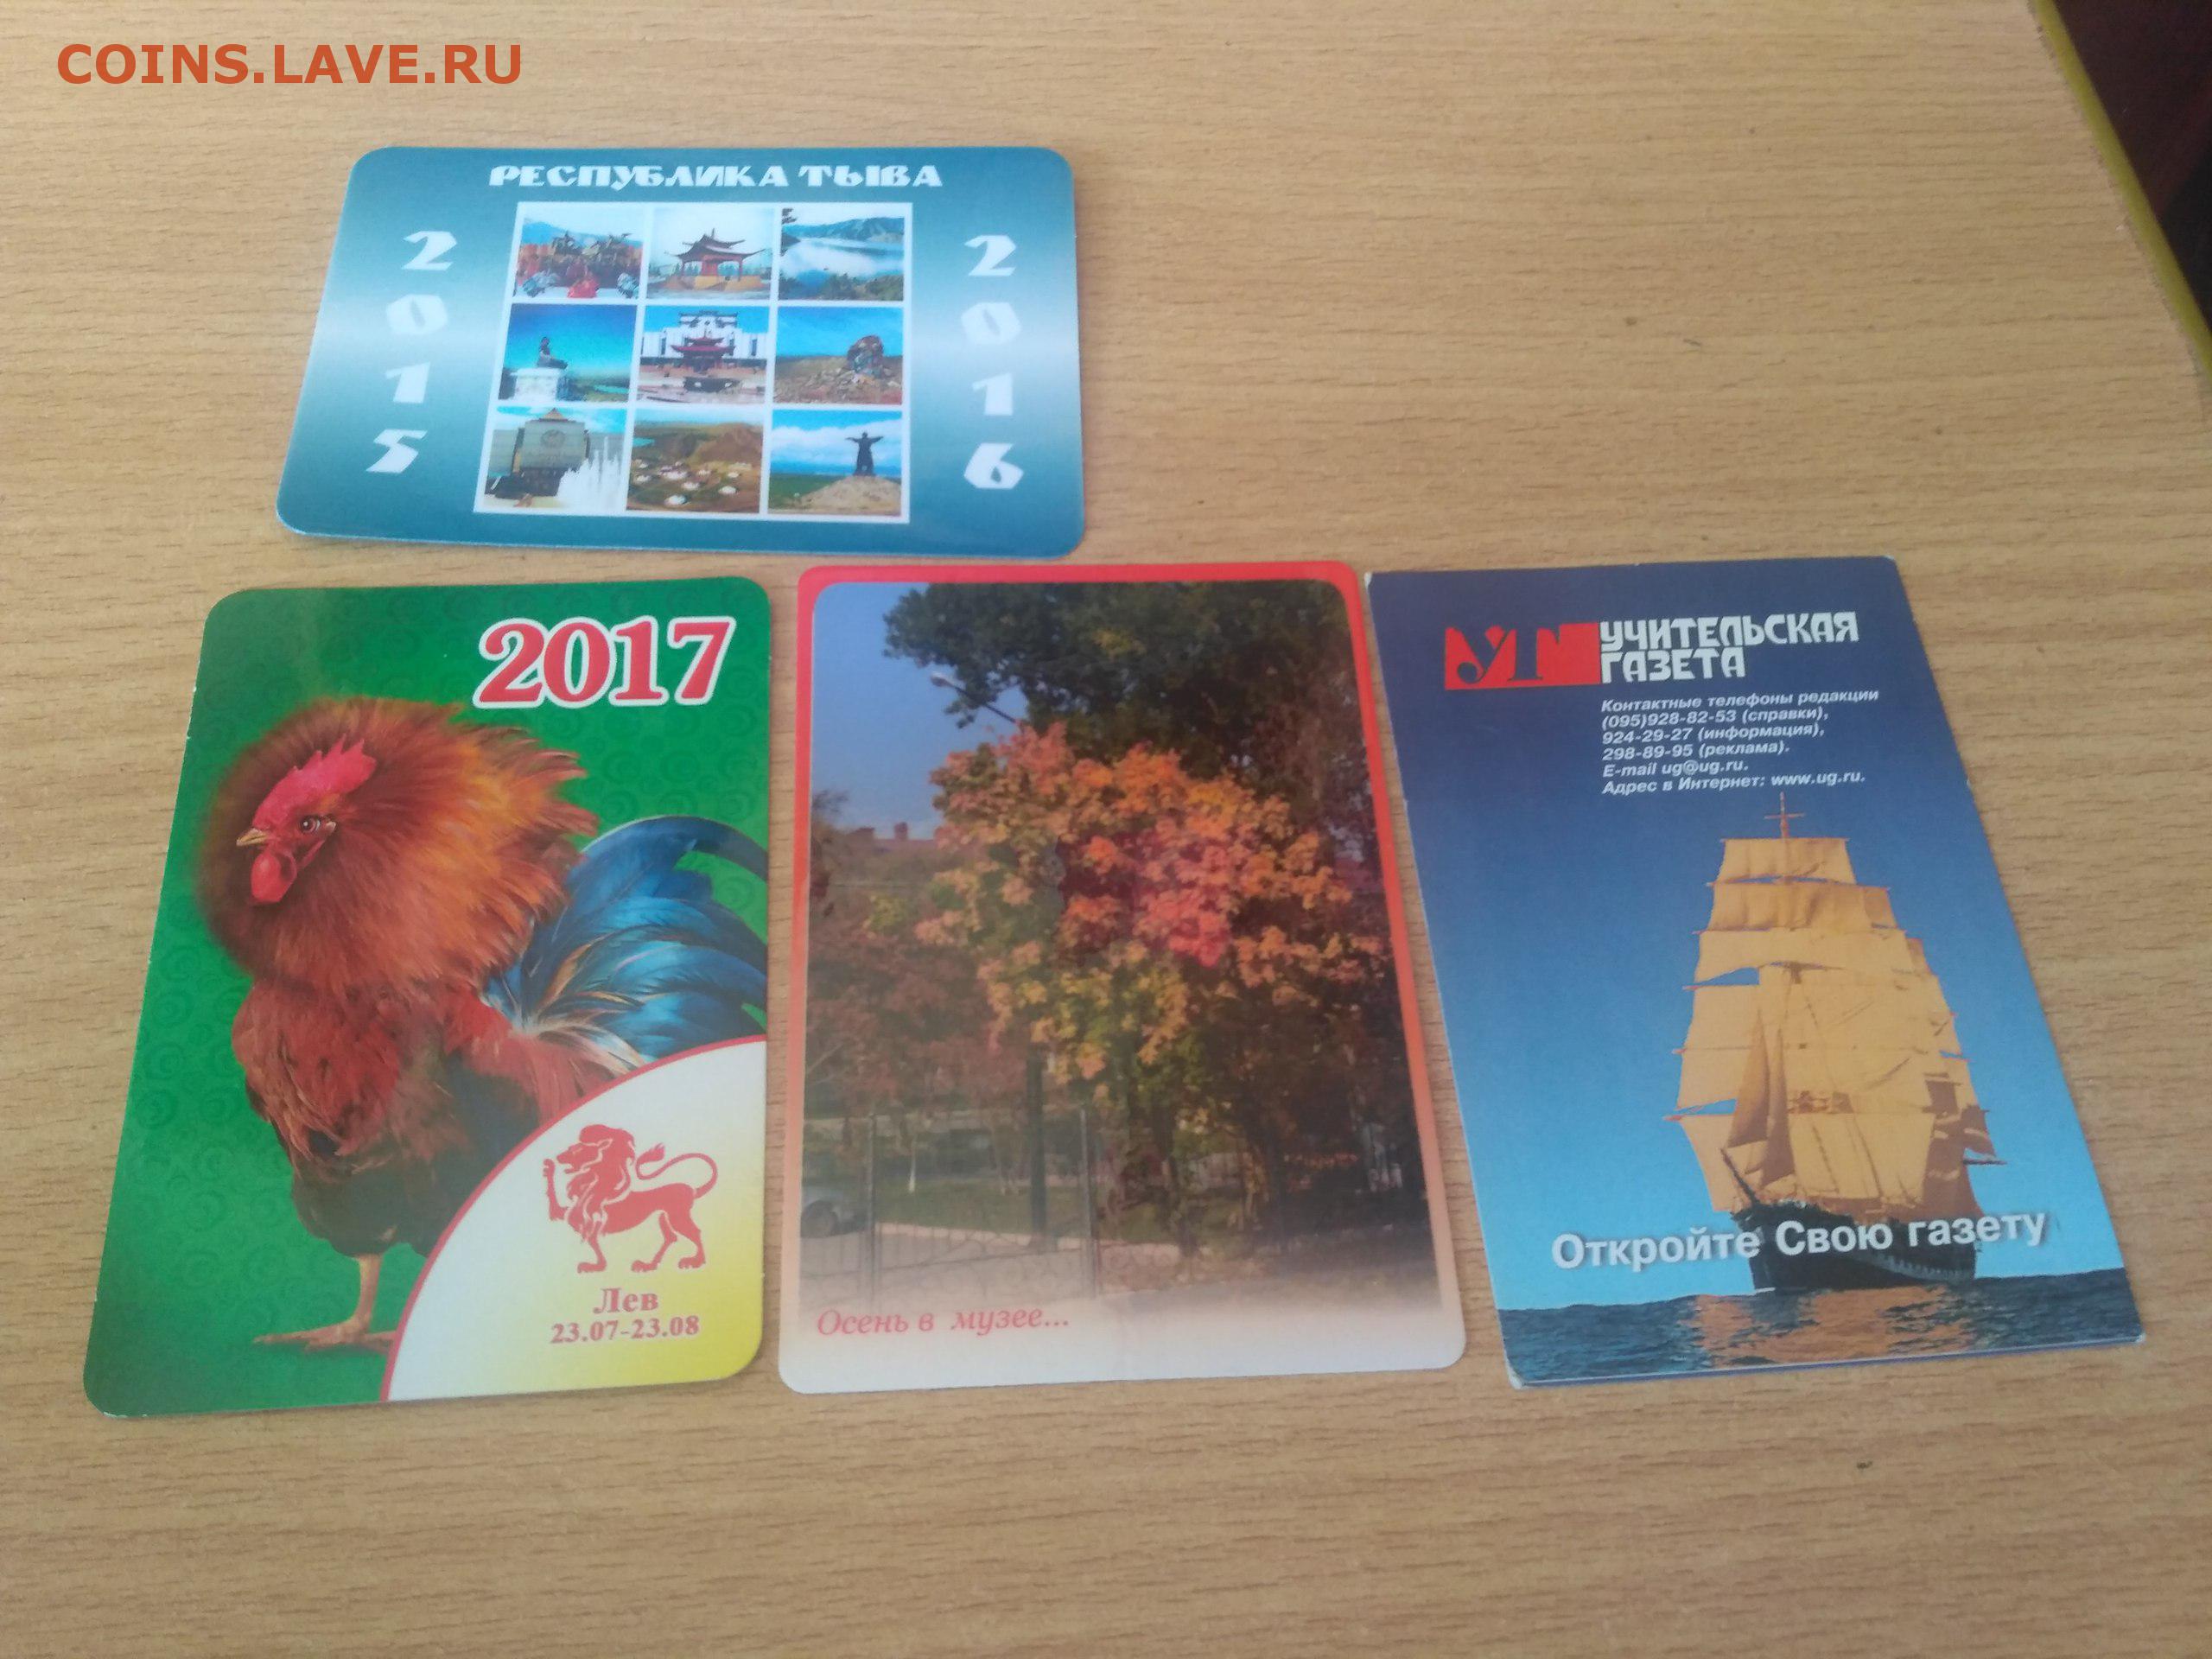 COINS.LAVE.RU
РЕСПУБЛИКА ТЫВА
2015
2016
2017
Лев
23.07-23.08
Осень в музее...
УГ УЧИТЕЛЬСКАЯ
ГАЗЕТА
Контактные телефоны редакции
(095)928-82-53 (справки),
924-29-27 (информация),
298-89-95 (реклама).
E-mail ug@ug.ru.
Адрес в Интернет: www.ug.ru.
Откройте Свою газету